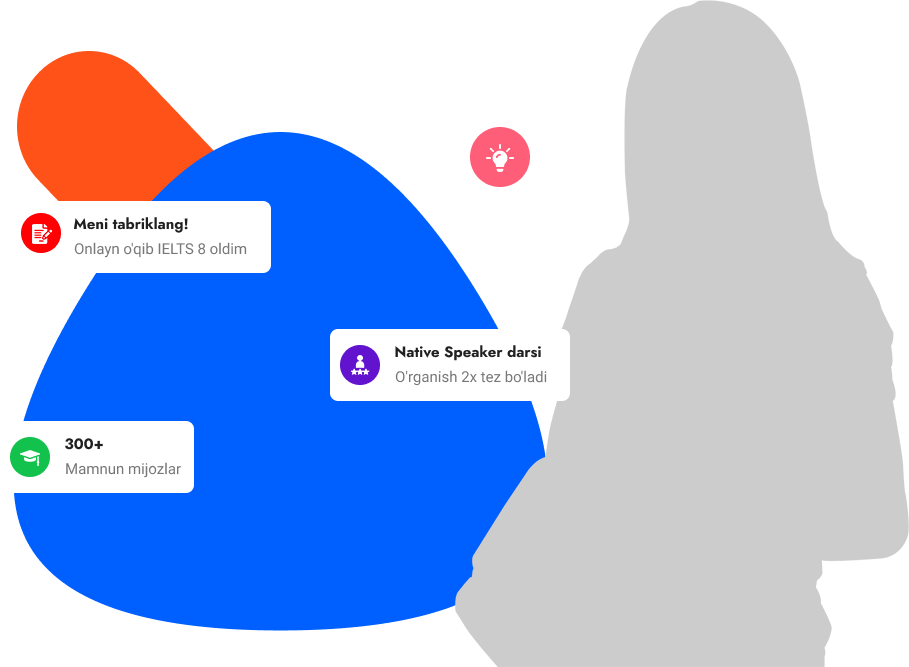 Meni tabriklang!
Onlayn o'qib IELTS 8 oldim
Native Speaker darsi
O'rganish 2x tez bo'ladi
300+
Mamnun mijozlar